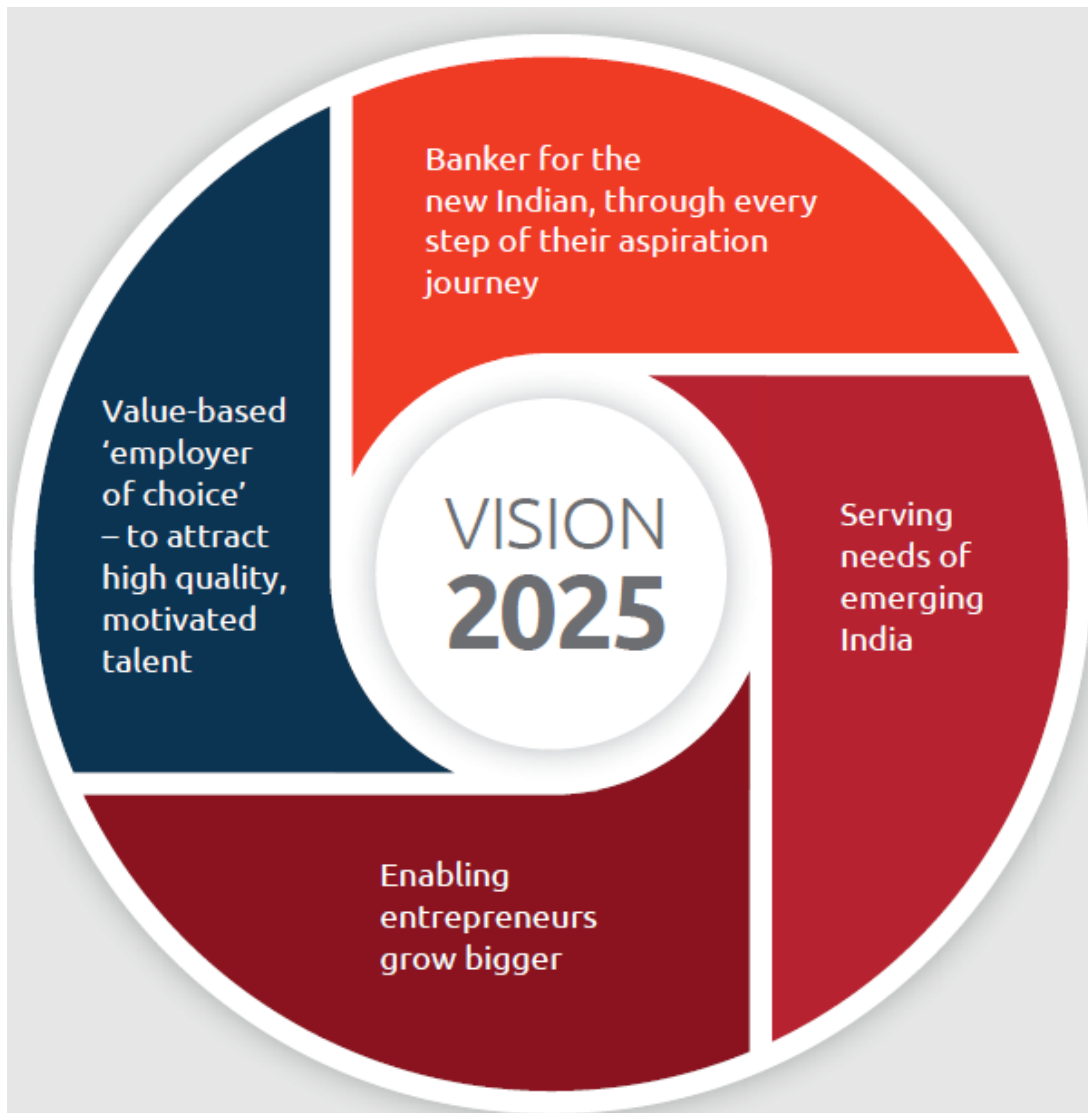 Banker for the
new Indian, through every
step of their aspiration
journey
Value-based
‘employer
of choice’
– to attract
high quality,
motivated
talent
VISION
2025
Serving
needs of
emerging
India
Enabling
entrepreneurs
grow bigger